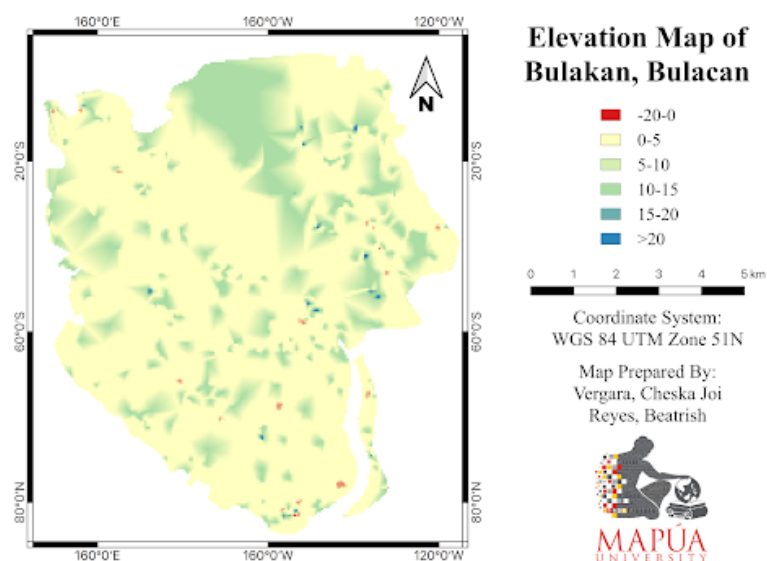 160°0'E 160°0'W 120°0'W
Elevation Map of
Bulakan, Bulacan
N
-20-0
0-5
5-10
10-15
15-20
>20
20°0'S 20°0'S
0 1 2 3 4 5 km
60°0'S 60°0'S
Coordinate System:
WGS 84 UTM Zone 51N
Map Prepared By:
Vergara, Cheska Joi
Reyes, Beatrish
80°0'N 80°0'N
MAPÚA
UNIVERSITY
160°0'E 160°0'W 120°0'W